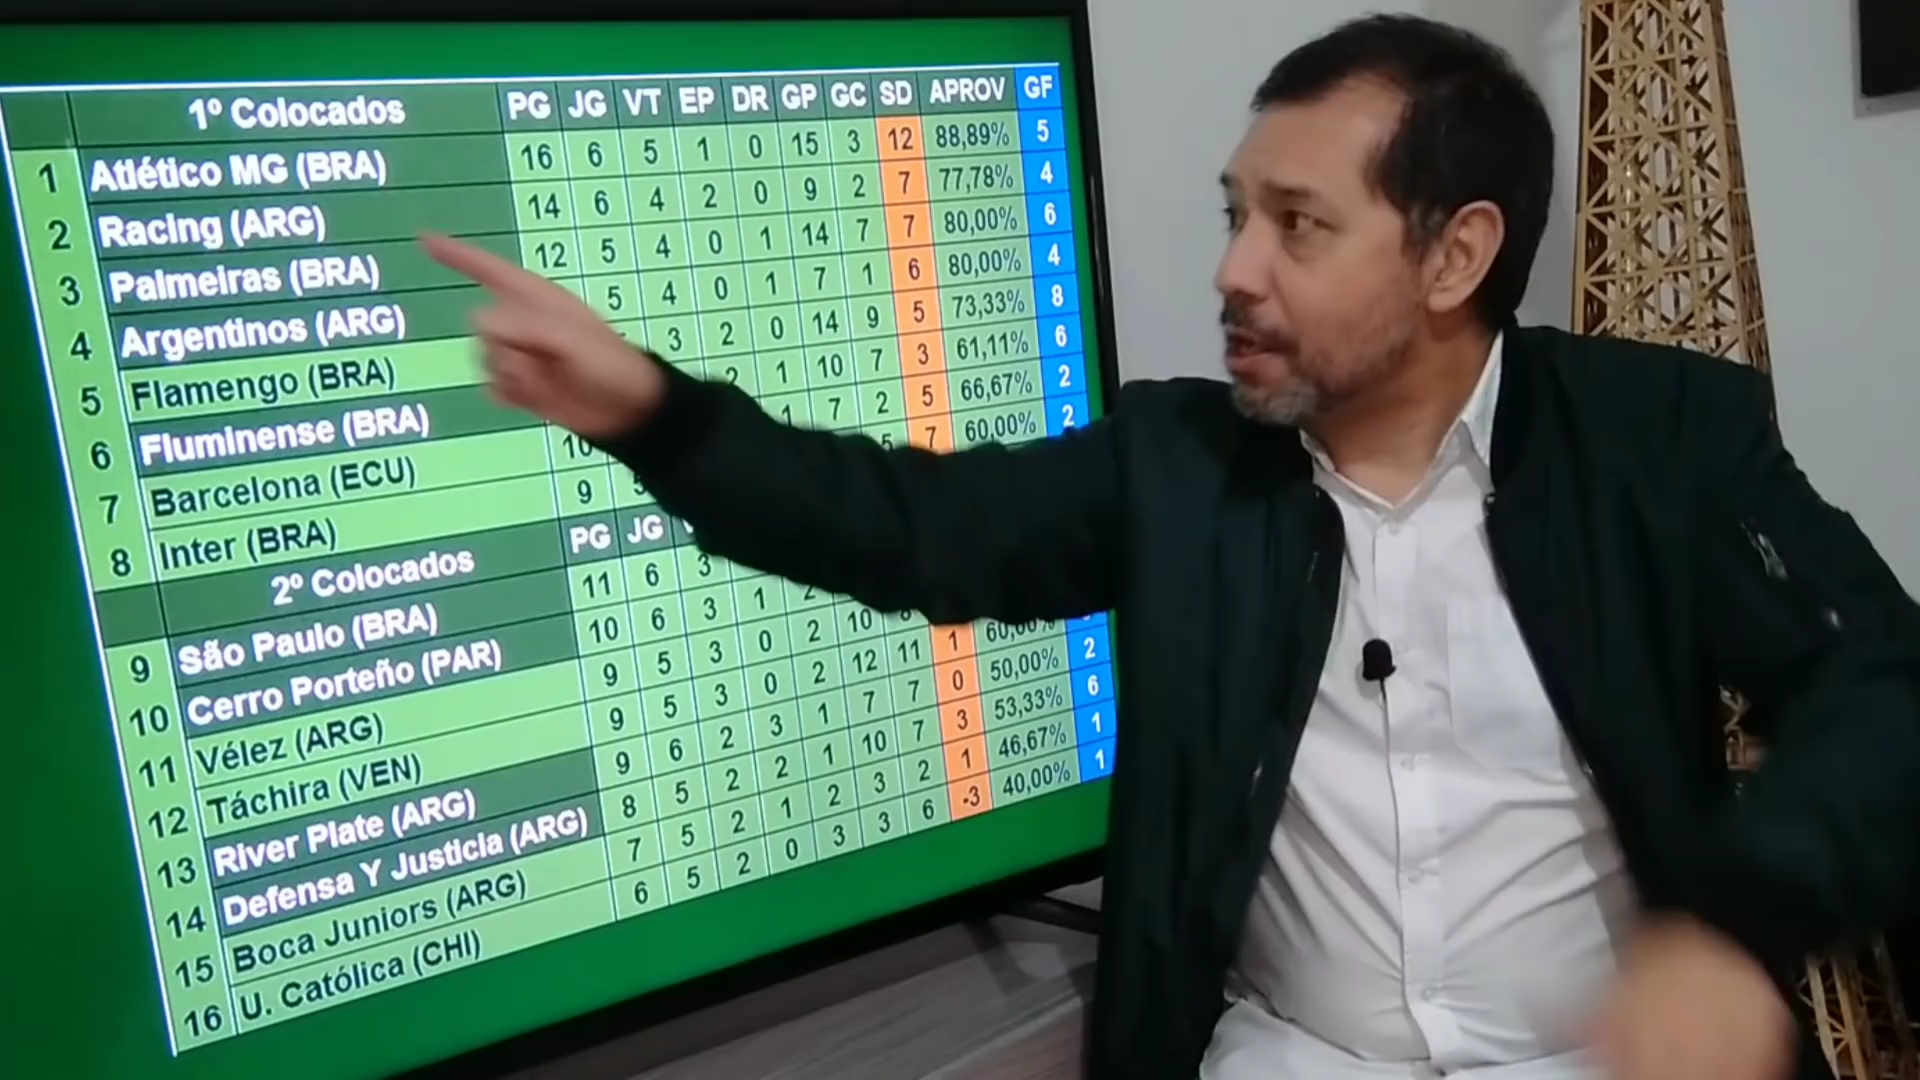 1º Colocados PG JG VT EP DR GP GC SD APROV GF
1 Atlético MG (BRA) 16 6 5 1 0 15 3 12 88,89% 5
2 Racing (ARG) 14 6 4 2 0 9 2 7 77,78% 4
3 Palmeiras (BRA) 12 5 4 0 1 14 7 7 80,00% 6
4 Argentinos (ARG) 5 4 0 1 7 1 6 80,00% 4
5 Flamengo (BRA) 3 2 0 14 9 5 73,33% 8
6 Fluminense (BRA) 2 1 10 7 3 61,11% 6
7 Barcelona (ECU) 10 1 7 2 5 66,67% 2
8 Inter (BRA) 9 5 5 7 60,00% 2
2º Colocados PG JG
9 São Paulo (BRA) 11 6 3
10 Cerro Porteño (PAR) 10 6 3 1 2
11 Vélez (ARG) 9 5 3 0 2 10 8
12 Táchira (VEN) 9 5 3 0 2 12 11 1 60,00%
13 River Plate (ARG) 9 6 2 3 1 7 7 0 50,00% 2
14 Defensa Y Justicia (ARG) 8 5 2 2 1 10 7 3 53,33% 6
15 Boca Juniors (ARG) 7 5 2 1 2 3 2 1 46,67% 1
16 U. Católica (CHI) 6 5 2 0 3 3 6 -3 40,00% 1